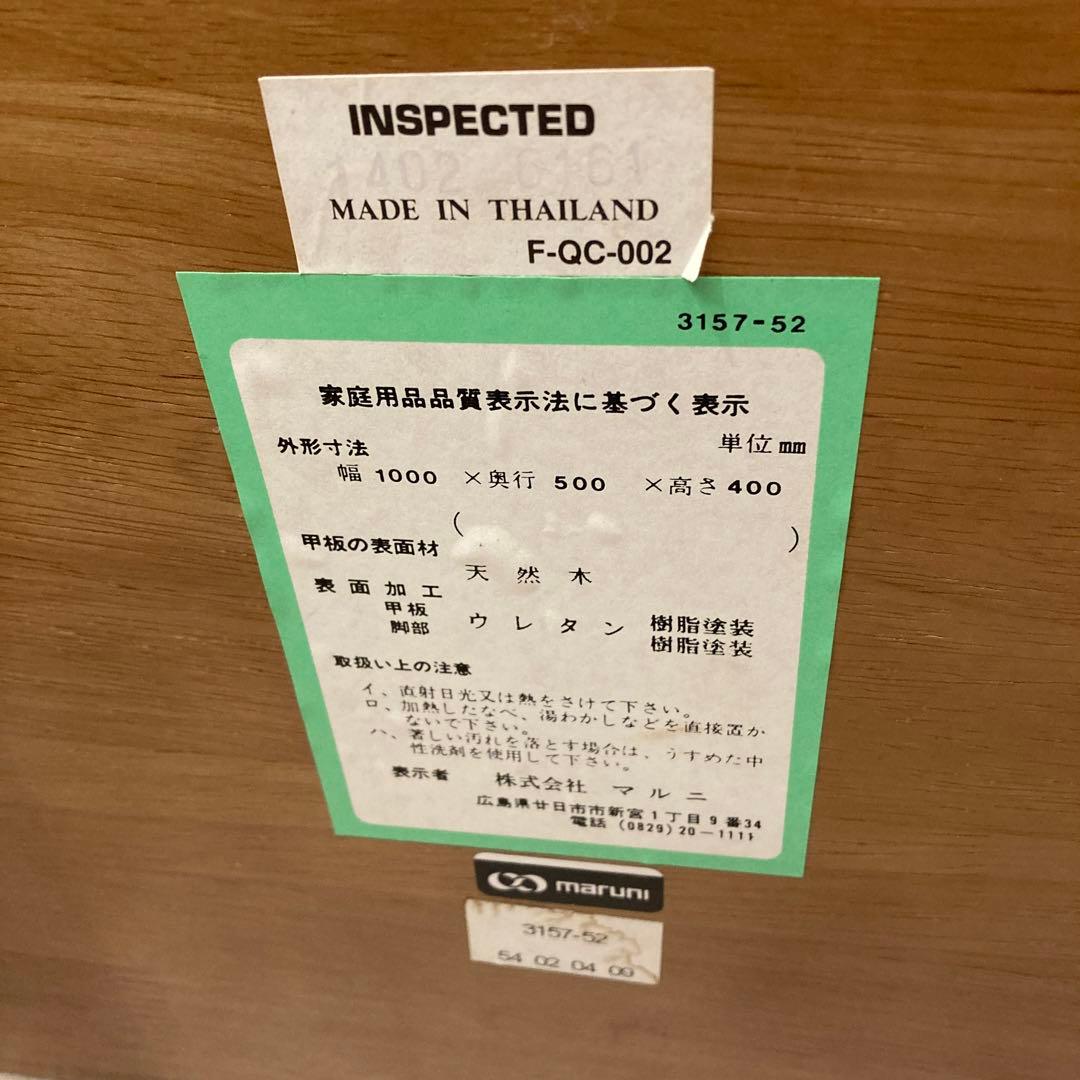 INSPECTED
1402 6161
MADE IN THAILAND
F-QC-002
3157-52
家庭用品品質表示法に基づく表示
外形寸法 単位mm
幅 1000 ×奥行 500 ×高さ 400
( )
甲板の表面材 天然木
表面加工
甲板 ウレタン 樹脂塗装
脚部 樹脂塗装
取扱い上の注意
イ、直射日光又は熱をさけて下さい。
ロ、加熱したなべ、湯わかしなどを直接置か
ないで下さい。
ハ、著しい汚れを落とす場合は、うすめた中
性洗剤を使用して下さい。
表示者 株式会社 マルニ
広島県廿日市市新宮1丁目9番34
電話 (0829) 20-1111
maruni
3157-52
54 02 04 09